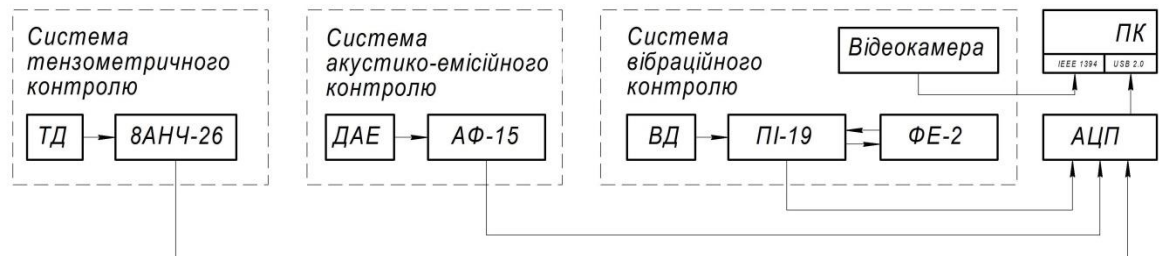 Система
тензометричного
контролю
ТД
8АНЧ-26
Система
акустико-емісійного
контролю
ДАЕ
АФ-15
Система
вібраційного
контролю
Відеокамера
ВД
ПІ-19
ФЕ-2
ПК
IEEE 1394
USB 2.0
АЦП